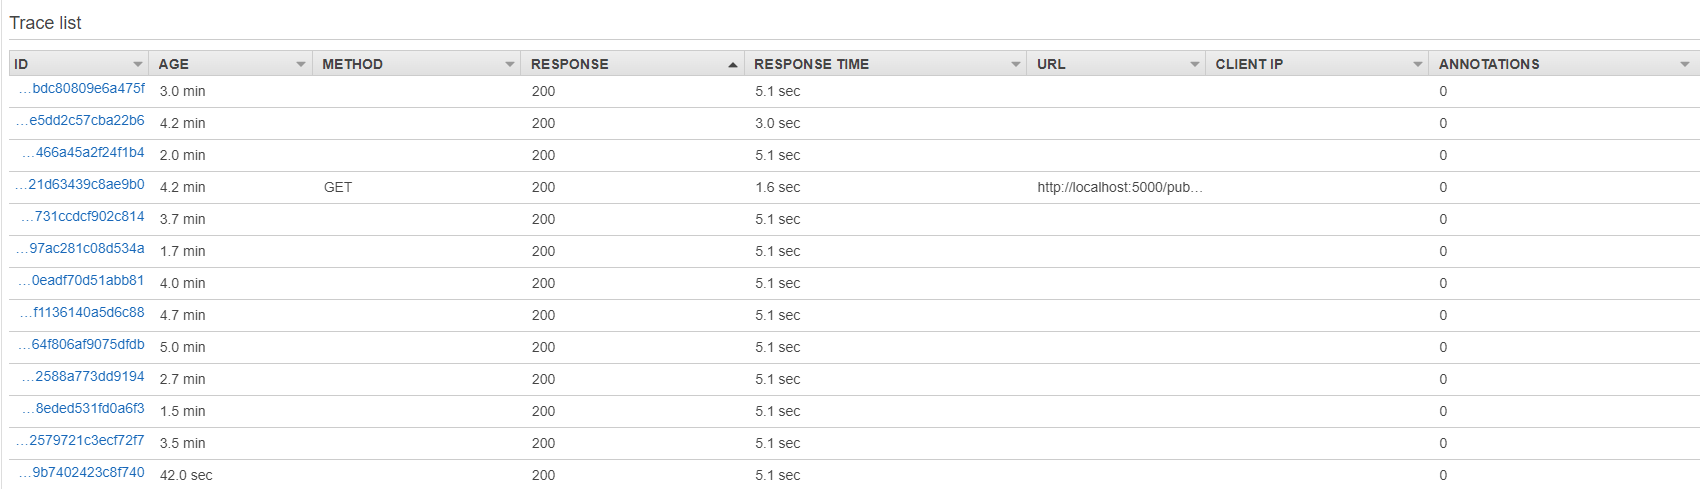 Trace list
ID AGE METHOD RESPONSE RESPONSE TIME URL CLIENT IP ANNOTATIONS
…bdc80809e6a475f 3.0 min 200 5.1 sec 0
…e5dd2c57cba22b6 4.2 min 200 3.0 sec 0
…466a45a2f24f1b4 2.0 min 200 5.1 sec 0
…21d63439c8ae9b0 4.2 min GET 200 1.6 sec http://localhost:5000/pub… 0
…731ccdcf902c814 3.7 min 200 5.1 sec 0
…97ac281c08d534a 1.7 min 200 5.1 sec 0
…0eadf70d51abb81 4.0 min 200 5.1 sec 0
…f1136140a5d6c88 4.7 min 200 5.1 sec 0
…64f806af9075dfdb 5.0 min 200 5.1 sec 0
…2588a773dd9194 2.7 min 200 5.1 sec 0
…8eded531fd0a6f3 1.5 min 200 5.1 sec 0
…2579721c3ecf72f7 3.5 min 200 5.1 sec 0
…9b7402423c8f740 42.0 sec 200 5.1 sec 0